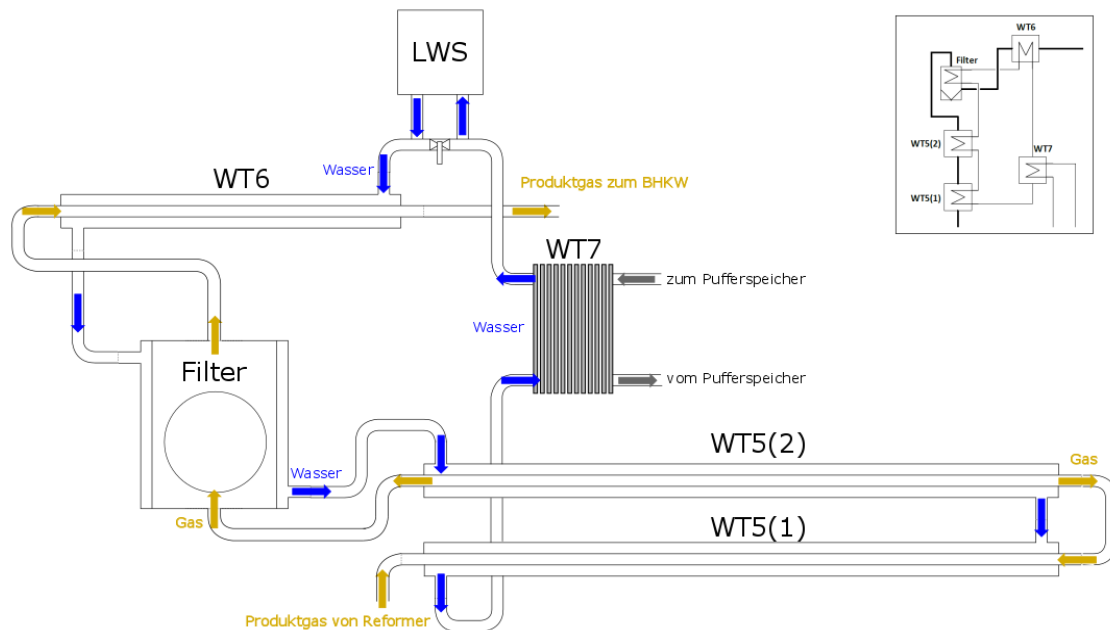 LWS
WT6
Filter
WT6
WT5(2)
WT7
WT5(1)
Wasser
Produktgas zum BHKW
WT7
zum Pufferspeicher
Wasser
vom Pufferspeicher
Filter
WT5(2)
Gas
Wasser
Gas
WT5(1)
Produktgas von Reformer